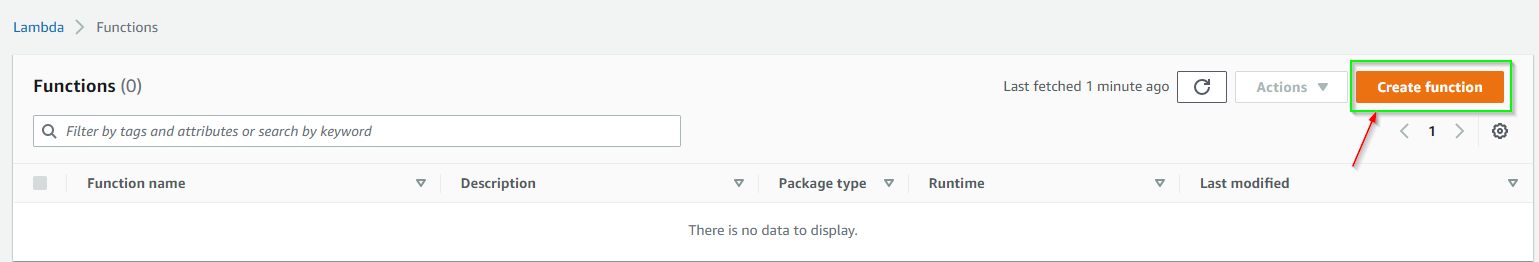 Lambda > Functions
Functions (0) Last fetched 1 minute ago Actions Create function
Filter by tags and attributes or search by keyword
1
Function name Description Package type Runtime Last modified
There is no data to display.